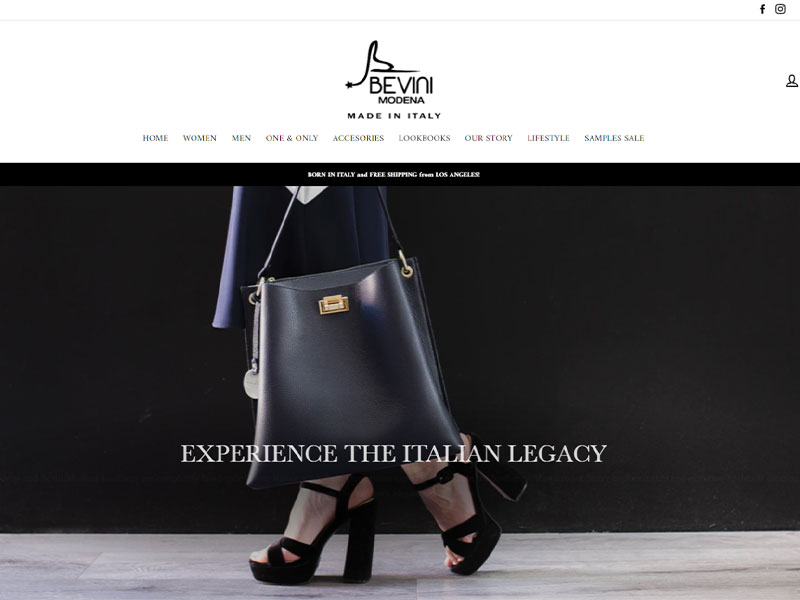 BEVINI
MODENA
MADE IN ITALY
HOME WOMEN MEN ONE & ONLY ACCESORIES LOOKBOOKS OUR STORY LIFESTYLE SAMPLES SALE
BORN IN ITALY and FREE SHIPPING from LOS ANGELES!
EXPERIENCE THE ITALIAN LEGACY